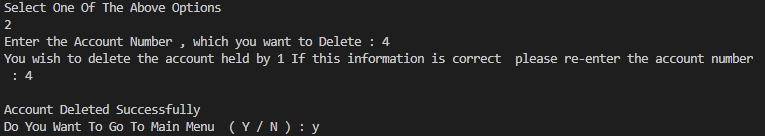 Select One Of The Above Options
2
Enter the Account Number , which you want to Delete : 4
You wish to delete the account held by 1 If this information is correct  please re-enter the account number
 : 4
Account Deleted Successfully
Do You Want To Go To Main Menu  ( Y / N ) : y